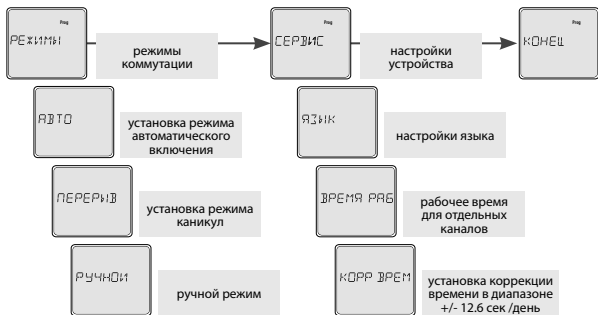 Prog
РЕЖИМЫ
режимы
коммутации
Prog
СЕРВИС
настройки
устройства
Prog
КОНЕЦ
АВТО
установка режима
автоматического
включения
ЯЗЫК
настройки языка
ПЕРЕРЫВ
установка режима
каникул
ВРЕМЯ РАБ
рабочее время
для отдельных
каналов
РУЧНОИ
ручной режим
КОРР ВРЕМ
установка коррекции
времени в диапазоне
+/- 12.6 сек /день